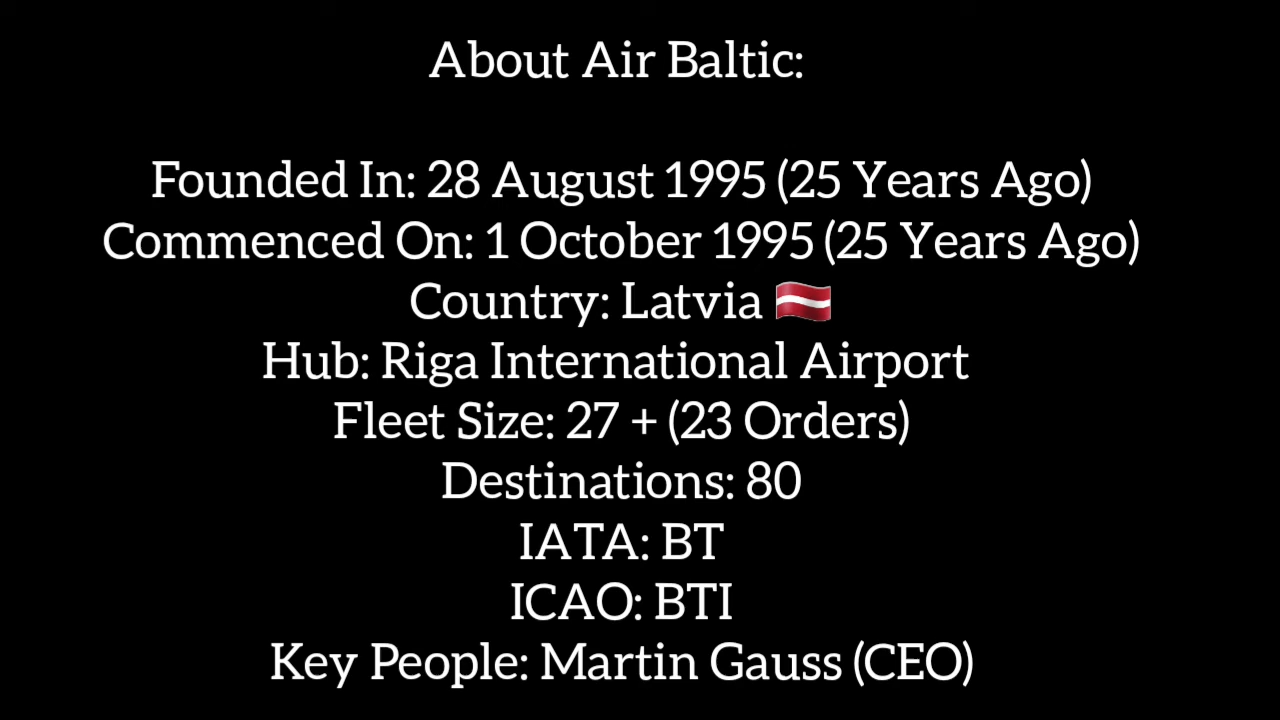 About Air Baltic:
Founded In: 28 August 1995 (25 Years Ago)
Commenced On: 1 October 1995 (25 Years Ago)
Country: Latvia 🇱🇻
Hub: Riga International Airport
Fleet Size: 27 + (23 Orders)
Destinations: 80
IATA: BT
ICAO: BTI
Key People: Martin Gauss (CEO)